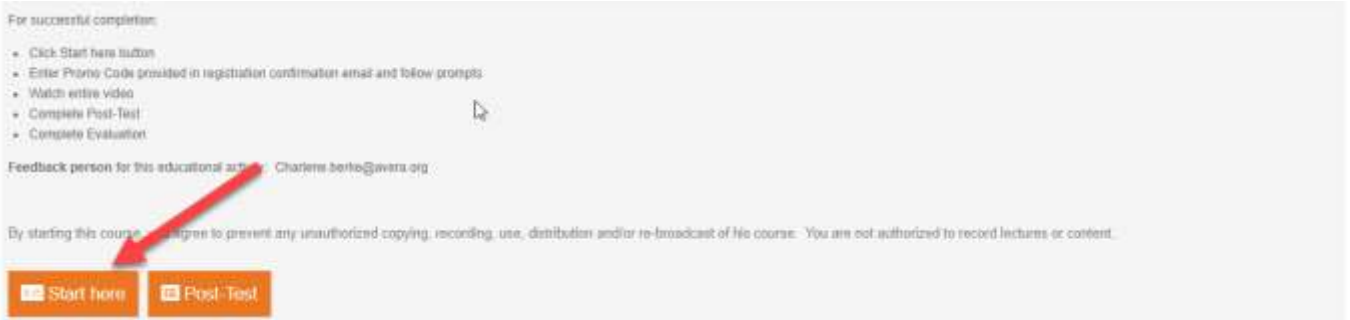 For successful completion:
Click Start here button
Enter Promo Code provided in registration confirmation email and follow prompts
Watch entire video
Complete Post-Test
Complete Evaluation
Feedback person for this educational Charlene.berke@avera.org
By starting this course, agree to prevent any unauthorized copying, recording, use, distribution and/or re-broadcast of his course. You are not authorized to record lectures or content.
Start here
Post-Test